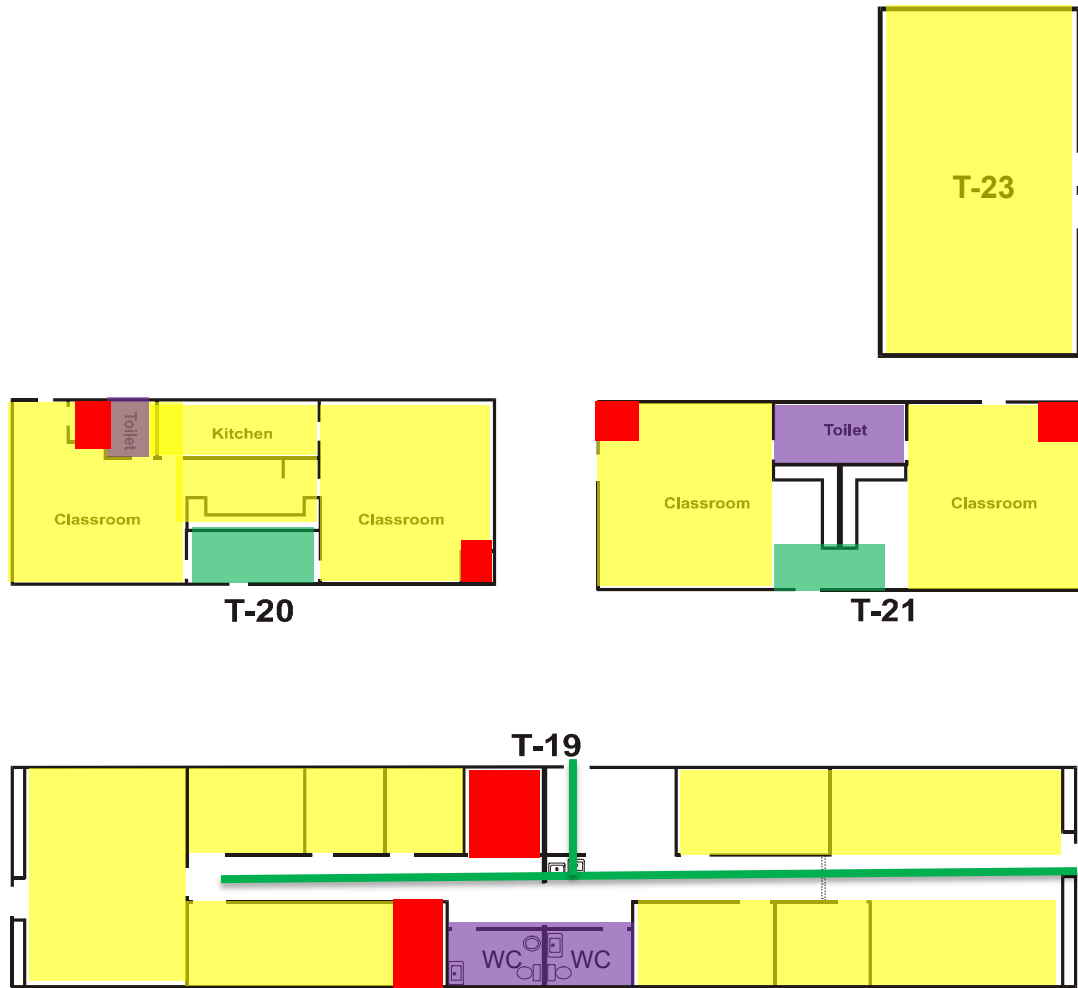 T-23
Toilet
Kitchen
Classroom
Classroom
T-20
Toilet
Classroom
Classroom
T-21
T-19
WC
WC